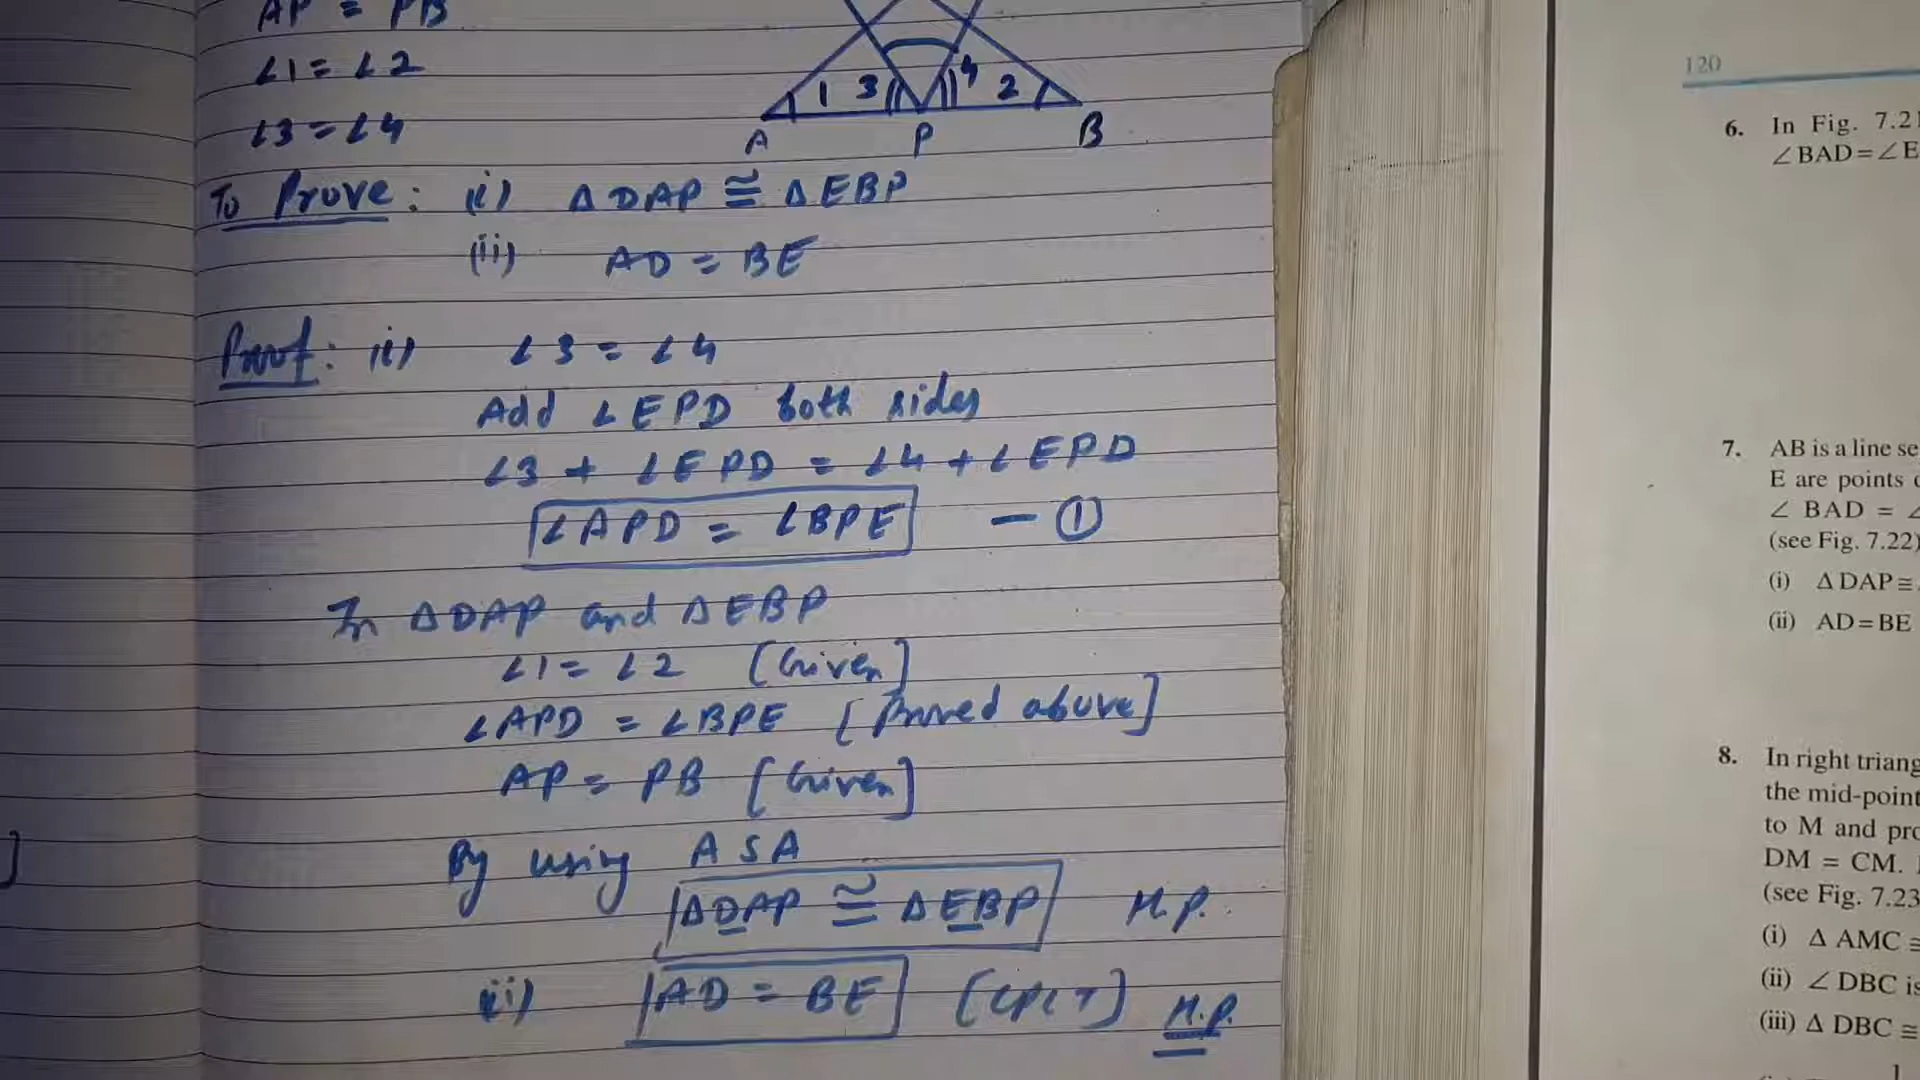 AP = PB
∠1 = ∠2
∠3 = ∠4
1 3 4 2
A P B
To Prove: (i) Δ DAP ≅ Δ EBP
(ii) AD = BE
Proof: (i) ∠3 = ∠4
Add ∠EPD both sides
∠3 + ∠EPD = ∠4 + ∠EPD
∠APD = ∠BPE — ①
In ΔDAP and ΔEBP
∠1 = ∠2 [Given]
∠APD = ∠BPE [Proved above]
AP = PB [Given]
By using ASA
ΔDAP ≅ ΔEBP H.P.
(ii) AD = BE (CPCT) H.P.
]
120
6. In Fig. 7.21
∠BAD = ∠E
7. AB is a line se
E are points
∠ BAD = ∠
(see Fig. 7.22)
(i) Δ DAP ≅
(ii) AD = BE
8. In right triang
the mid-point
to M and pro
DM = CM.
(see Fig. 7.23
(i) Δ AMC ≅
(ii) ∠ DBC is
(iii) Δ DBC ≅